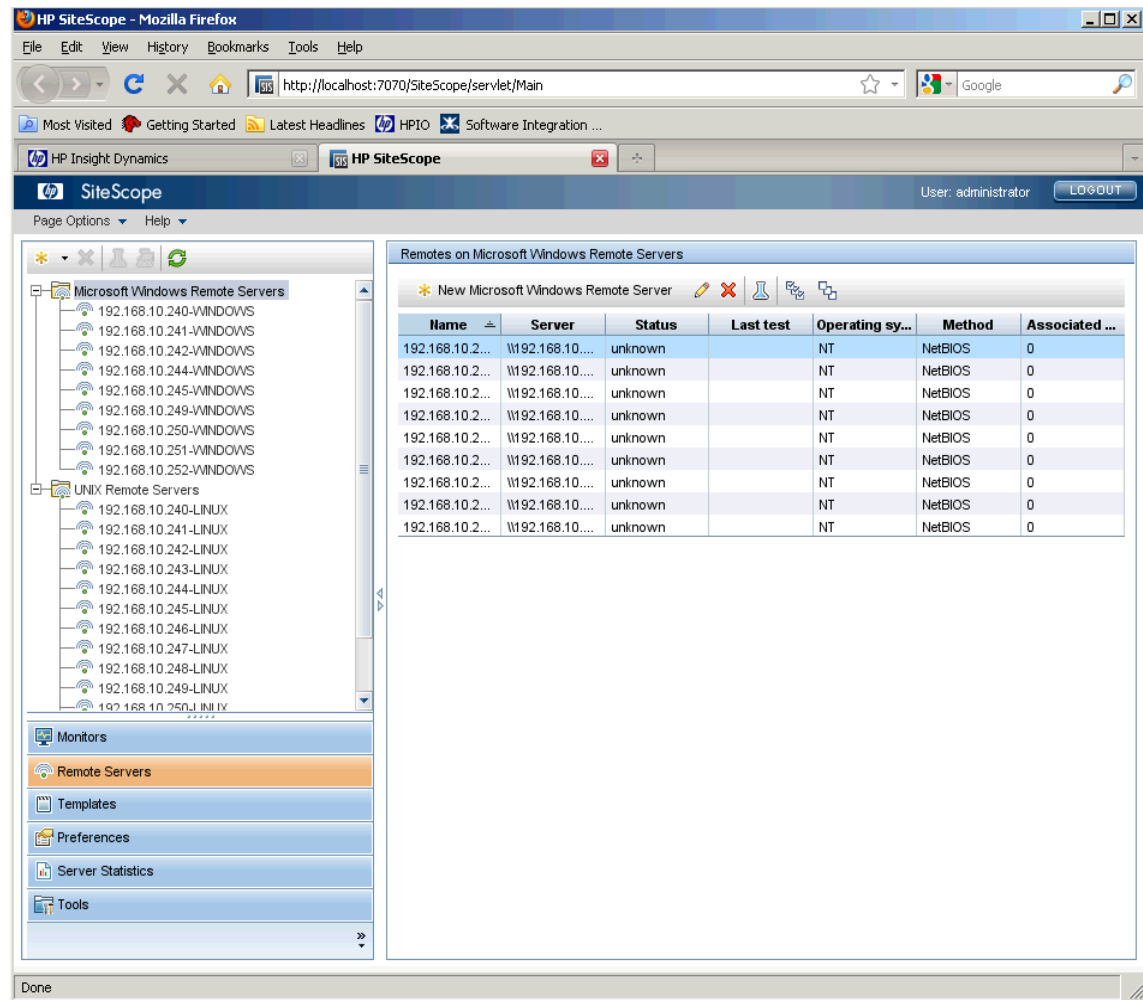 HP SiteScope - Mozilla Firefox
File Edit View History Bookmarks Tools Help
SIS http://localhost:7070/SiteScope/servlet/Main Google
Most Visited Getting Started Latest Headlines HPIO Software Integration ...
HP Insight Dynamics SIS HP SiteScope
SiteScope User: administrator LOGOUT
Page Options Help
Microsoft Windows Remote Servers
192.168.10.240-WINDOWS
192.168.10.241-WINDOWS
192.168.10.242-WINDOWS
192.168.10.244-WINDOWS
192.168.10.245-WINDOWS
192.168.10.249-WINDOWS
192.168.10.250-WINDOWS
192.168.10.251-WINDOWS
192.168.10.252-WINDOWS
UNIX Remote Servers
192.168.10.240-LINUX
192.168.10.241-LINUX
192.168.10.242-LINUX
192.168.10.243-LINUX
192.168.10.244-LINUX
192.168.10.245-LINUX
192.168.10.246-LINUX
192.168.10.247-LINUX
192.168.10.248-LINUX
192.168.10.249-LINUX
192.168.10.250-LINUX
Monitors
Remote Servers
Templates
Preferences
Server Statistics
Tools
Remotes on Microsoft Windows Remote Servers
New Microsoft Windows Remote Server
Name Server Status Last test Operating sy... Method Associated ...
192.168.10.2... \\192.168.10.... unknown NT NetBIOS 0
192.168.10.2... \\192.168.10.... unknown NT NetBIOS 0
192.168.10.2... \\192.168.10.... unknown NT NetBIOS 0
192.168.10.2... \\192.168.10.... unknown NT NetBIOS 0
192.168.10.2... \\192.168.10.... unknown NT NetBIOS 0
192.168.10.2... \\192.168.10.... unknown NT NetBIOS 0
192.168.10.2... \\192.168.10.... unknown NT NetBIOS 0
192.168.10.2... \\192.168.10.... unknown NT NetBIOS 0
192.168.10.2... \\192.168.10.... unknown NT NetBIOS 0
Done